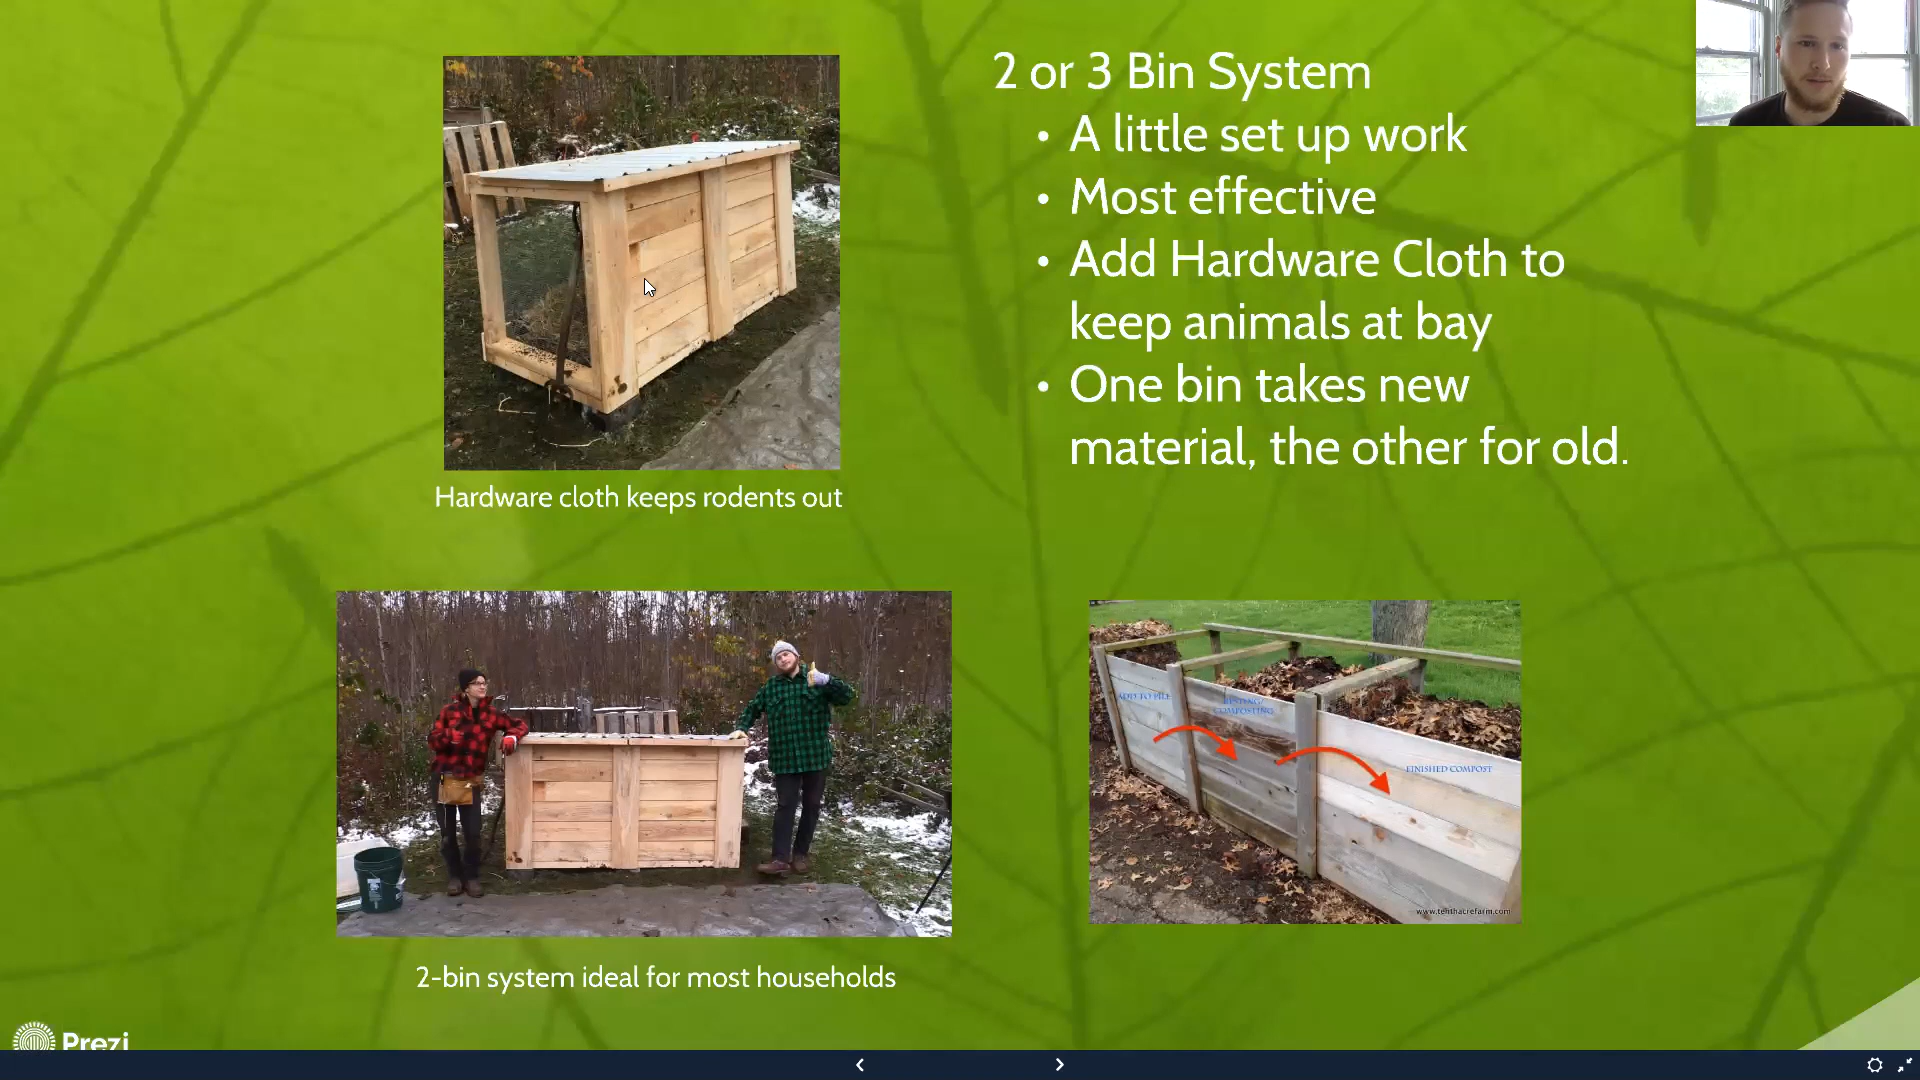 2 or 3 Bin System
• A little set up work
• Most effective
• Add Hardware Cloth to
keep animals at bay
• One bin takes new
material, the other for old.
Hardware cloth keeps rodents out
ADD TO PILE
RESTING/
COMPOSTING
FINISHED COMPOST
www.tenthacrefarm.com
2-bin system ideal for most households
Prezi